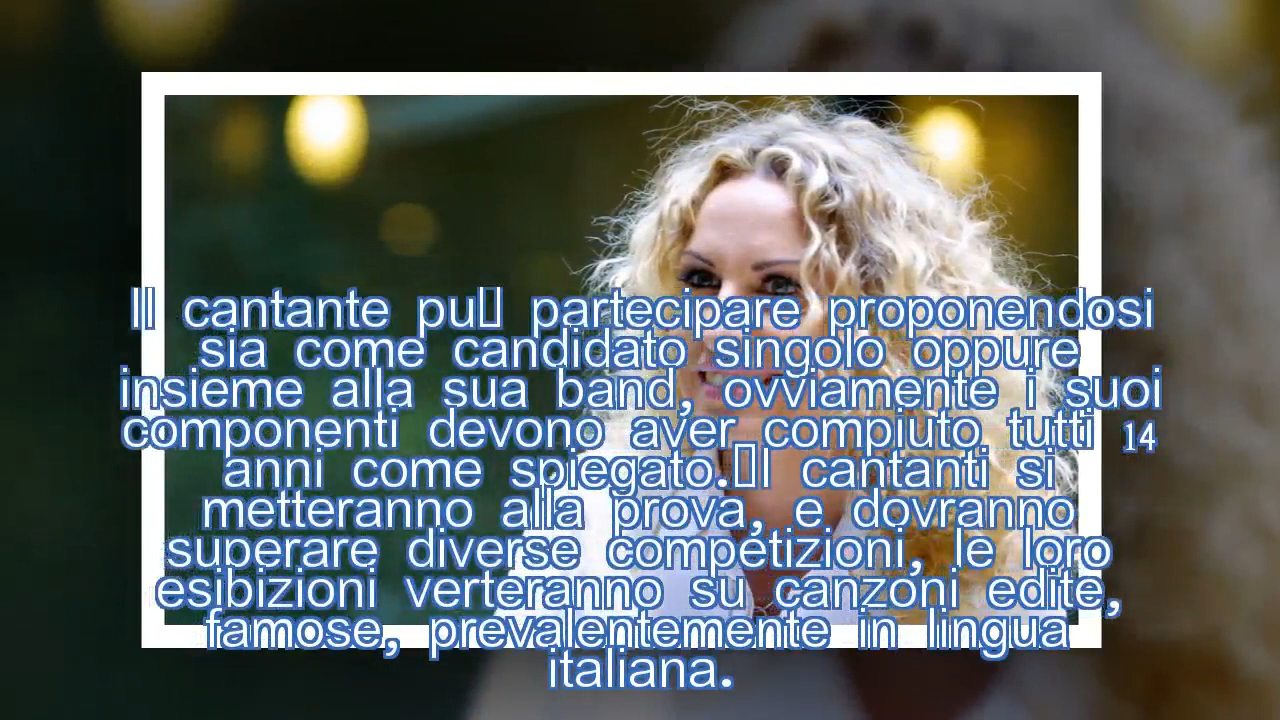 Il cantante pu▯ partecipare proponendosi
sia come candidato singolo oppure
insieme alla sua band, ovviamente i suoi
componenti devono aver compiuto tutti 14
anni come spiegato.▯I cantanti si
metteranno alla prova, e dovranno
superare diverse competizioni, le loro
esibizioni verteranno su canzoni edite,
famose, prevalentemente in lingua
italiana.